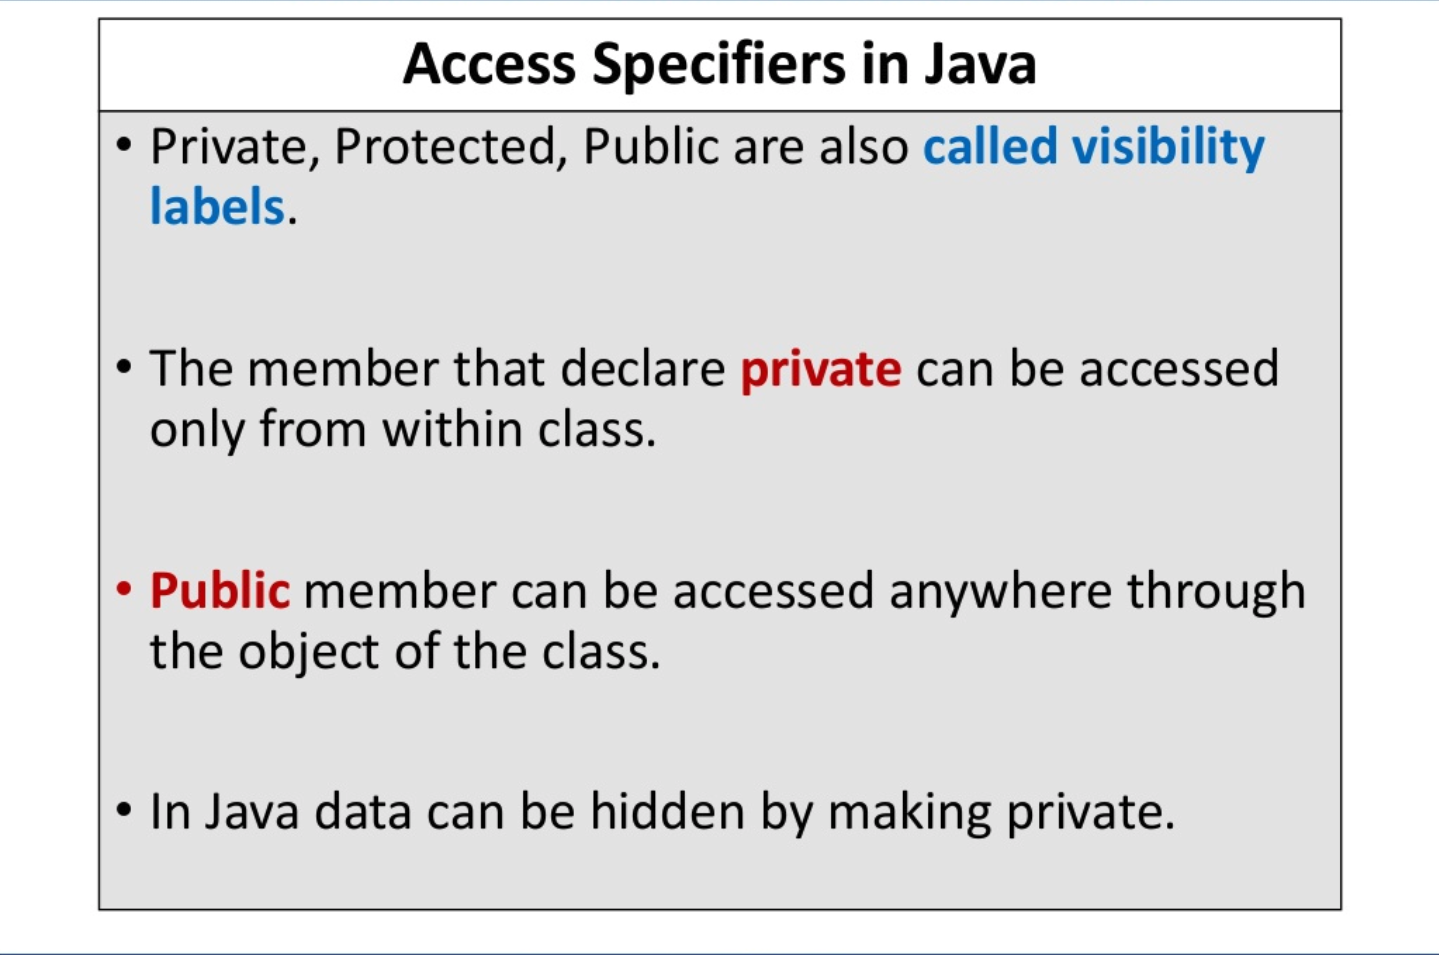 Access Specifiers in Java
• Private, Protected, Public are also called visibility
labels.
• The member that declare private can be accessed
only from within class.
• Public member can be accessed anywhere through
the object of the class.
• In Java data can be hidden by making private.